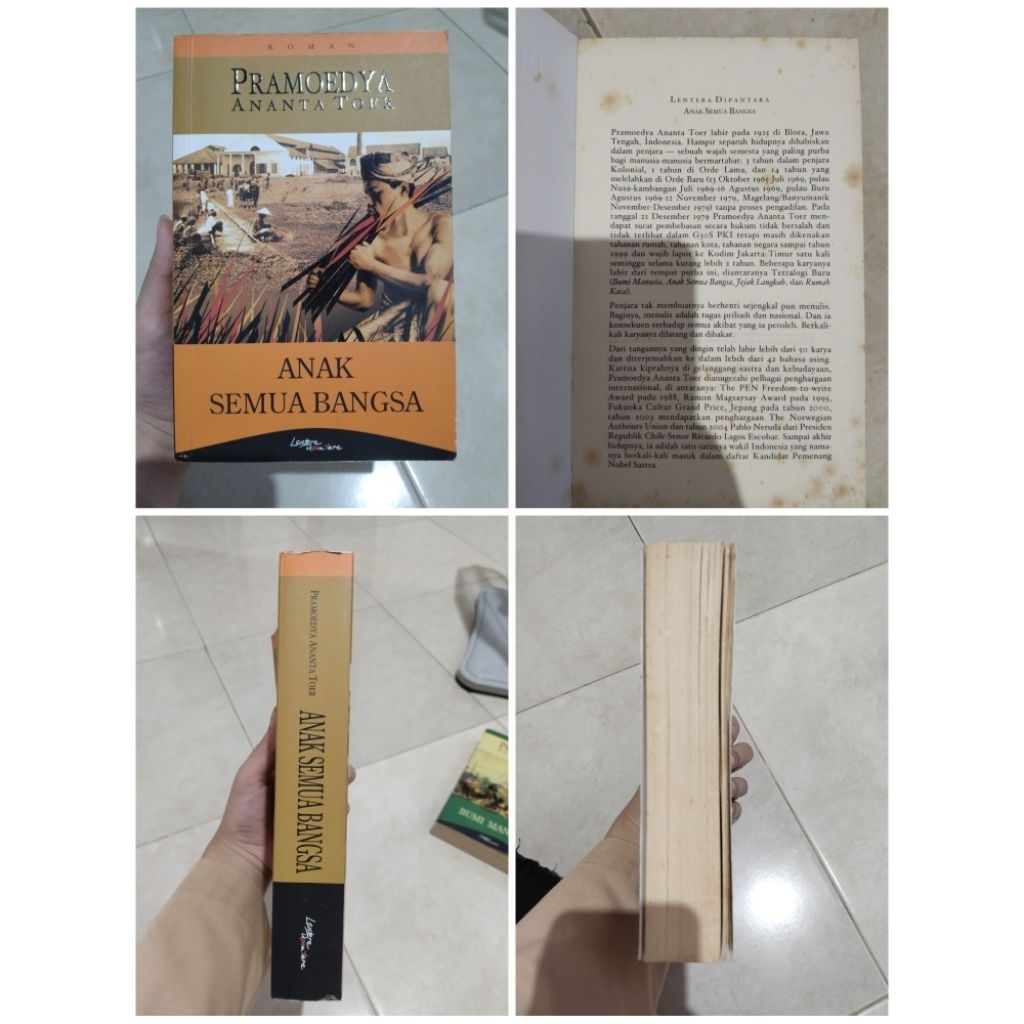 ROMAN
PRAMOEDYA
ANANTA TOER
ANAK
SEMUA BANGSA
Lentera
Dipantara
LENTERA DIPANTARA
ANAK SEMUA BANGSA
Pramoedya Ananta Toer lahir pada 1925 di Blora, Jawa
Tengah, Indonesia. Hampir separuh hidupnya dihabiskan
dalam penjara — sebuah wajah semesta yang paling purba
bagi manusia-manusia bermartabat: 3 tahun dalam penjara
Kolonial, 1 tahun di Orde Lama, dan 14 tahun yang
melelahkan di Orde Baru (13 Oktober 1965-Juli 1969, pulau
Nusa-kambangan Juli 1969-16 Agustus 1969, pulau Buru
Agustus 1969-12 November 1979, Magelang/Banyumanik
November-Desember 1979) tanpa proses pengadilan. Pada
tanggal 21 Desember 1979 Pramoedya Ananta Toer men-
dapat surat pembebasan secara hukum tidak bersalah dan
tidak terlibat dalam G30S PKI tetapi masih dikenakan
tahanan rumah, tahanan kota, tahanan negara sampai tahun
1999 dan wajib lapor ke Kodim Jakarta Timur satu kali
seminggu selama kurang lebih 2 tahun. Beberapa karyanya
lahir dari tempat purba ini, diantaranya Tetralogi Buru
(Bumi Manusia, Anak Semua Bangsa, Jejak Langkah, dan Rumah
Kaca).
Penjara tak membuatnya berhenti sejengkal pun menulis.
Baginya, menulis adalah tugas pribadi dan nasional. Dan ia
konsekuen terhadap semua akibat yang ia peroleh. Berkali-
kali karyanya dilarang dan dibakar.
Dari tangannya yang dingin telah lahir lebih dari 50 karya
dan diterjemahkan ke dalam lebih dari 42 bahasa asing.
Karena kiprahnya di gelanggang sastra dan kebudayaan,
Pramoedya Ananta Toer dianugerahi pelbagai penghargaan
internasional, di antaranya: The PEN Freedom-to-write
Award pada 1988, Ramon Magsaysay Award pada 1995,
Fukuoka Cultur Grand Price, Jepang pada tahun 2000,
tahun 2003 mendapatkan penghargaan The Norwegian
Authours Union dan tahun 2004 Pablo Neruda dari Presiden
Republik Chile Senor Ricardo Lagos Escobar. Sampai akhir
hidupnya, ia adalah satu-satunya wakil Indonesia yang nama-
nya berkali-kali masuk dalam daftar Kandidat Pemenang
Nobel Sastra.
PRAMOEDYA ANANTA TOER
ANAK SEMUA BANGSA
Lentera
Dipantara
BUMI MAN